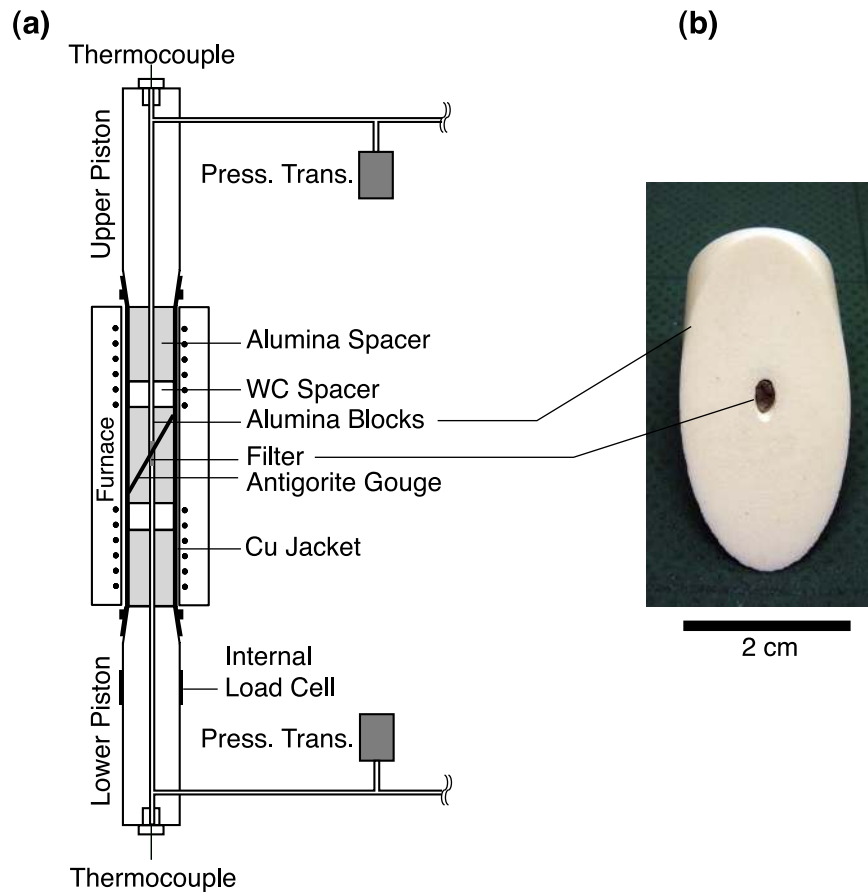 (a)
(b)
Thermocouple
Upper Piston
Press. Trans.
Alumina Spacer
WC Spacer
Alumina Blocks
Filter
Antigorite Gouge
Furnace
Cu Jacket
2 cm
Internal
Load Cell
Lower Piston
Press. Trans.
Thermocouple